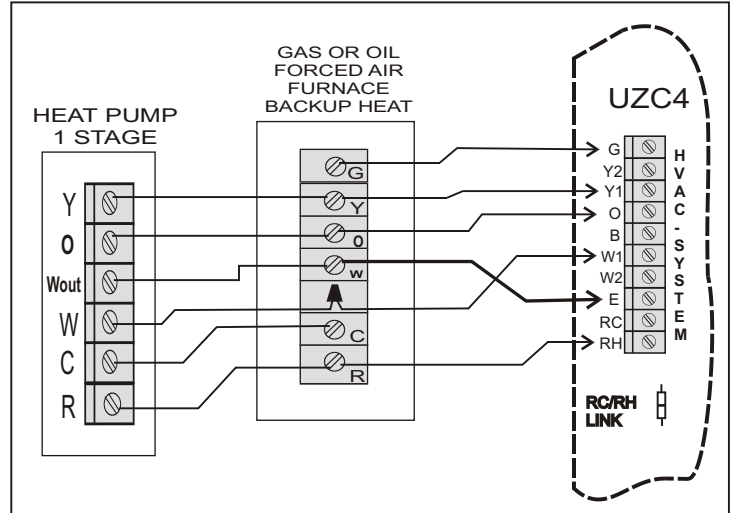 GAS OR OIL
FORCED AIR
FURNACE
BACKUP HEAT
HEAT PUMP
1 STAGE
Y
O
Wout
W
C
R
G
Y
O
w
C
R
UZC4
G
Y2
Y1
O
B
W1
W2
E
RC
RH
HVAC-SYSTEM
RC/RH
LINK